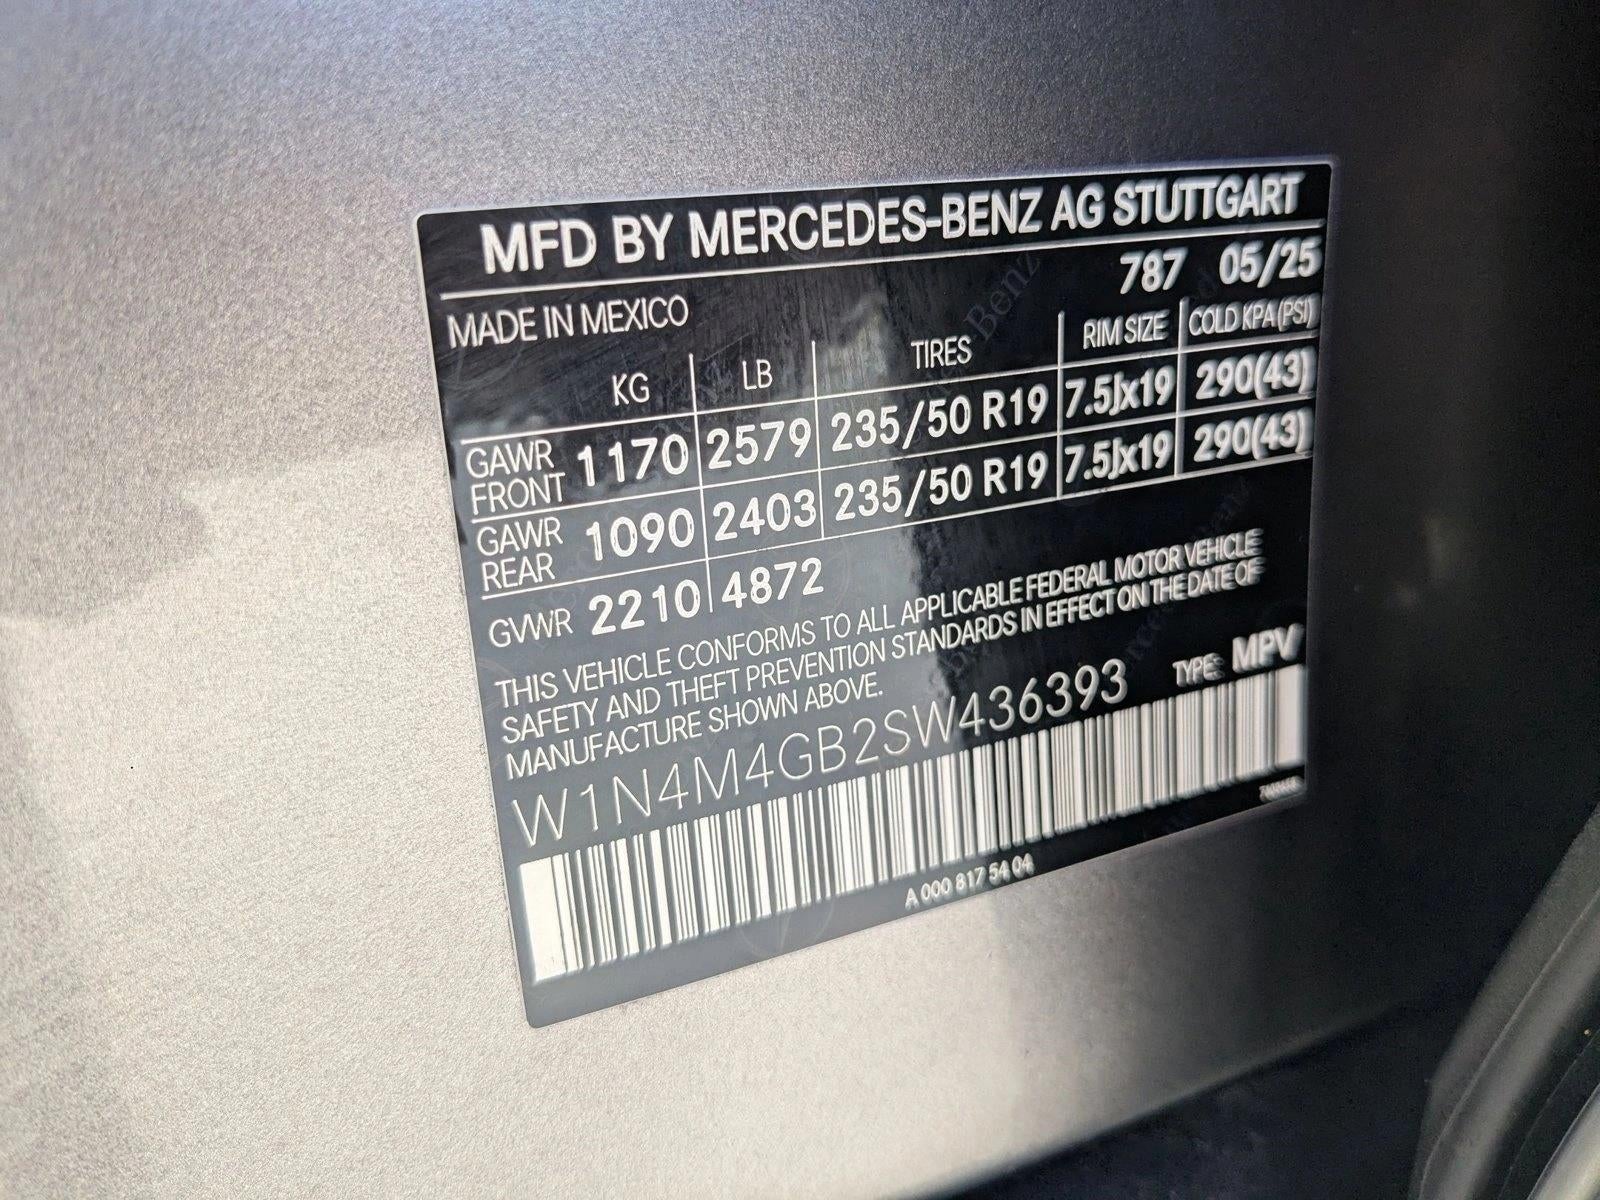 MFD BY MERCEDES-BENZ AG STUTTGART
787 05/25
MADE IN MEXICO
KG LB TIRES RIM SIZE COLD KPA (PSI)
GAWR FRONT 1170 2579 235/50 R19 7.5Jx19 290(43)
GAWR REAR 1090 2403 235/50 R19 7.5Jx19 290(43)
GVWR 2210 4872
THIS VEHICLE CONFORMS TO ALL APPLICABLE FEDERAL MOTOR VEHICLE
SAFETY AND THEFT PREVENTION STANDARDS IN EFFECT ON THE DATE OF
MANUFACTURE SHOWN ABOVE.
TYPE: MPV
W1N4M4GB2SW436393
A 000 817 54 04